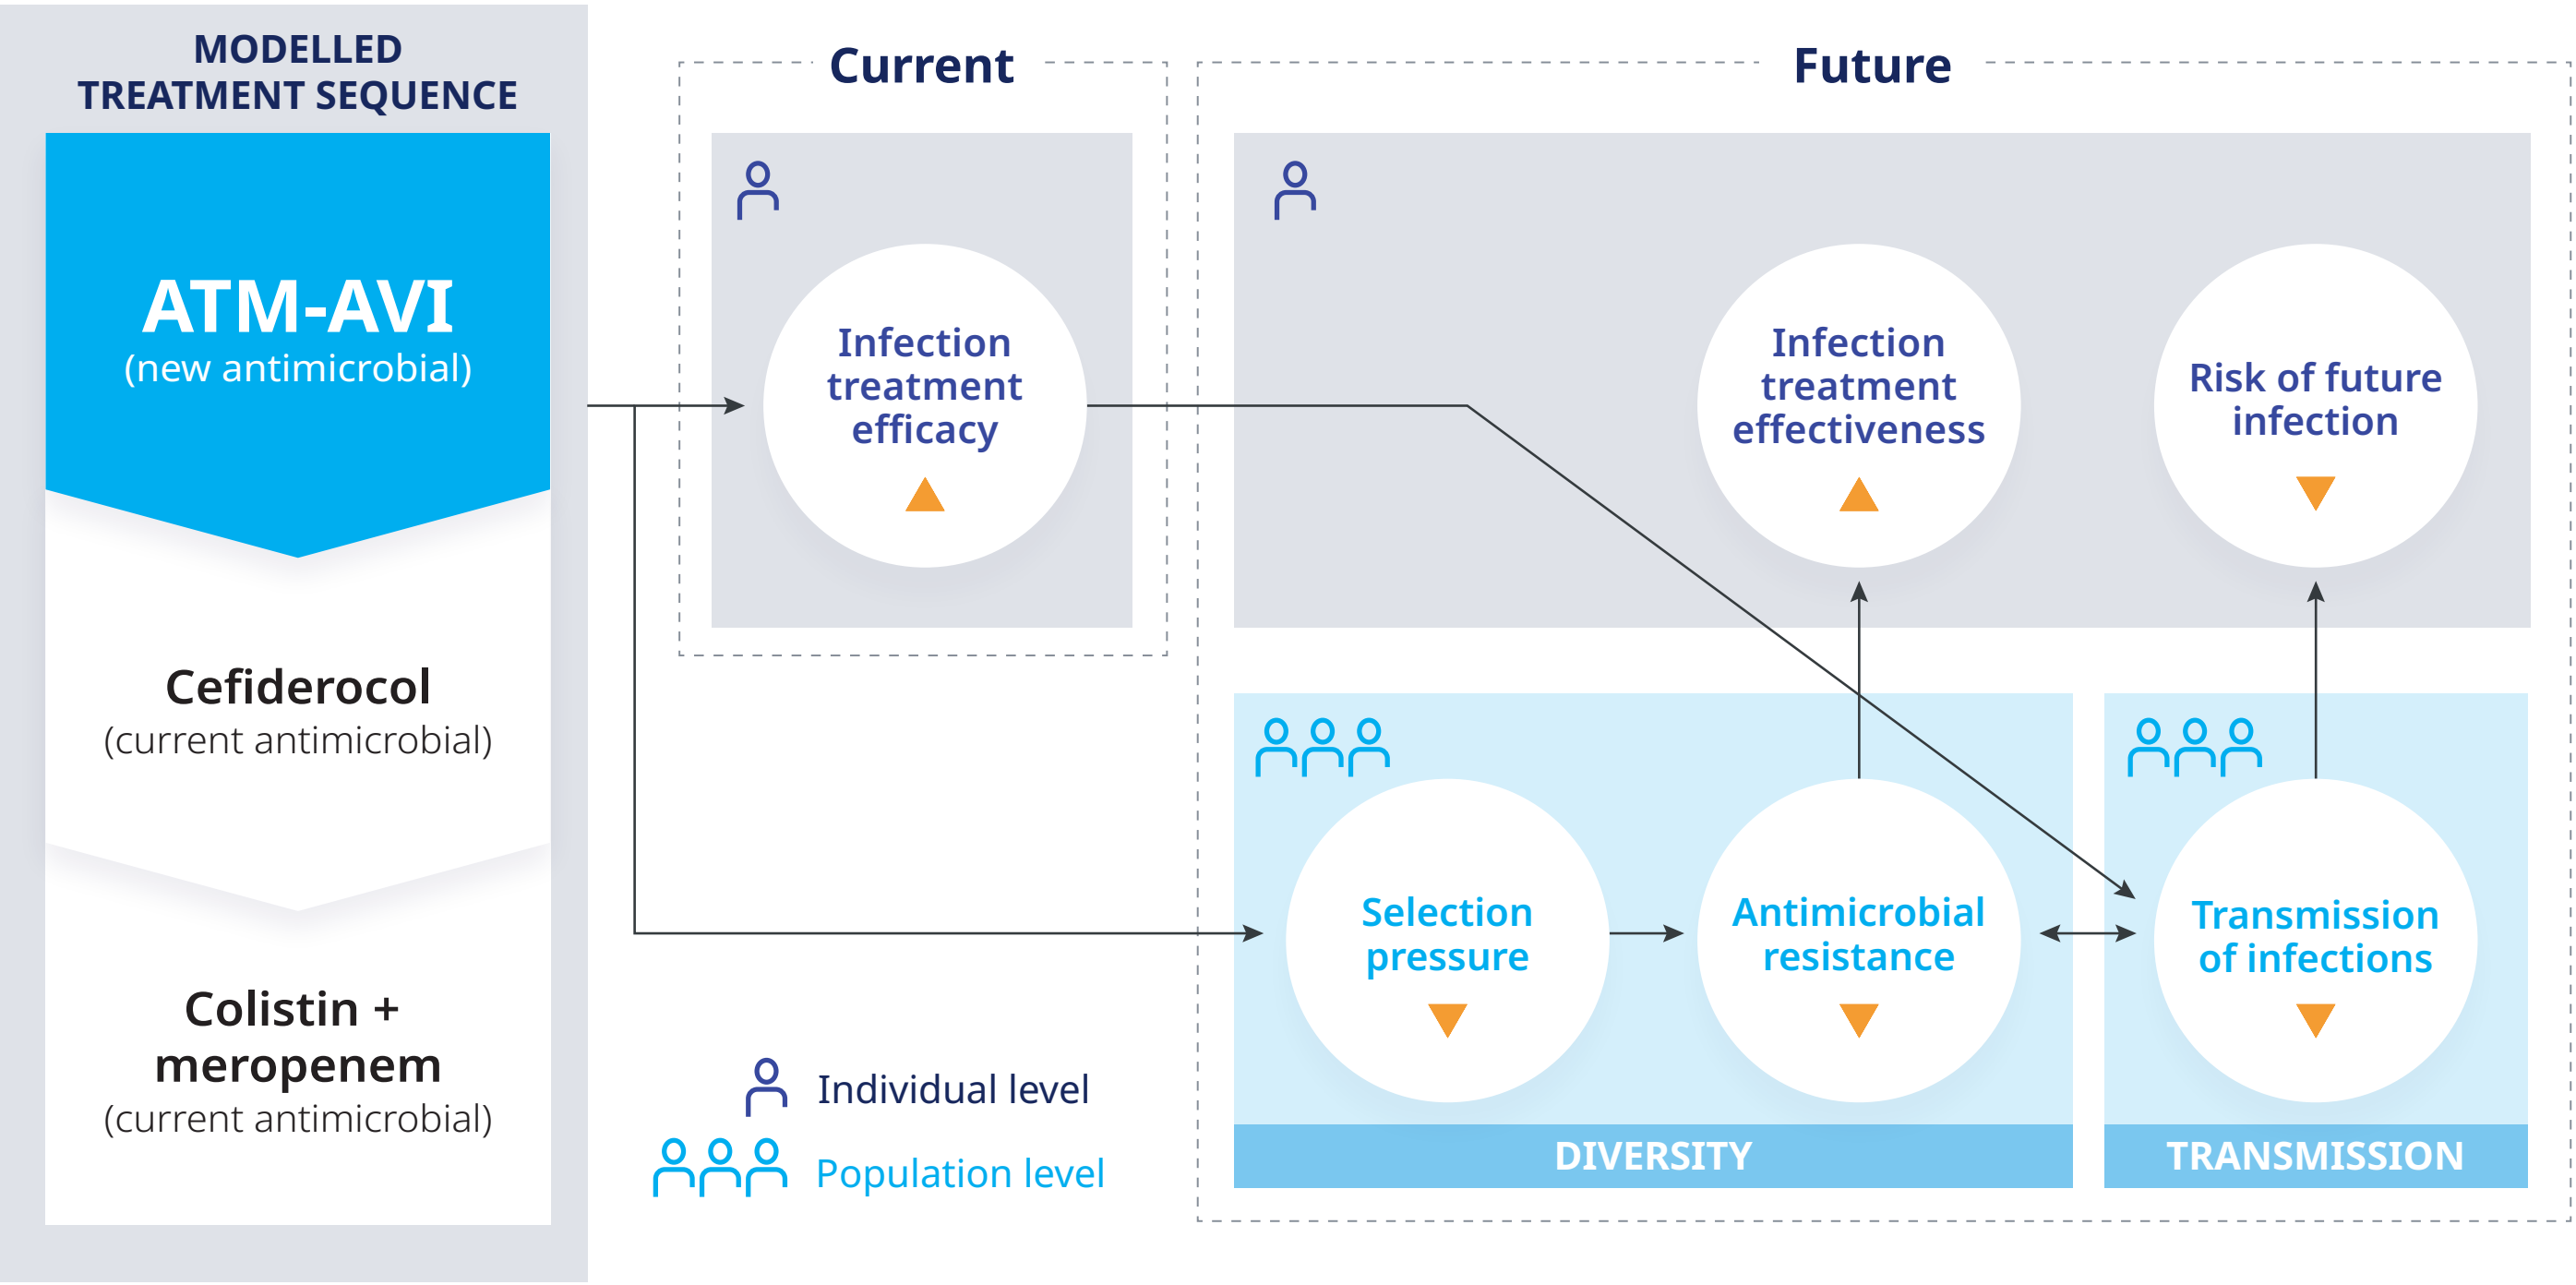 MODELLED
TREATMENT SEQUENCE
ATM-AVI
(new antimicrobial)
Cefiderocol
(current antimicrobial)
Colistin +
meropenem
(current antimicrobial)
Current
Infection
treatment
efficacy
Future
Infection
treatment
effectiveness
Risk of future
infection
Selection
pressure
Antimicrobial
resistance
DIVERSITY
Transmission
of infections
TRANSMISSION
Individual level
Population level